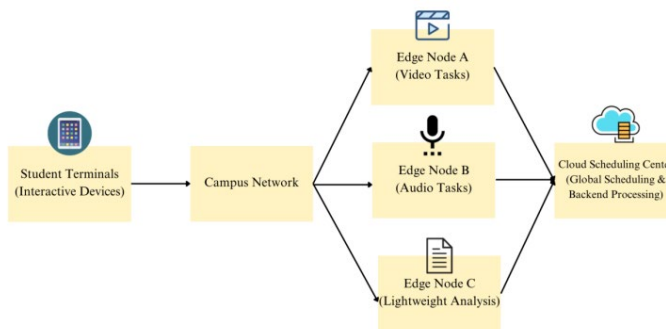 Student Terminals
(Interactive Devices)
Campus Network
Edge Node A
(Video Tasks)
Edge Node B
(Audio Tasks)
Edge Node C
(Lightweight Analysis)
Cloud Scheduling Cente
(Global Scheduling &
Backend Processing)